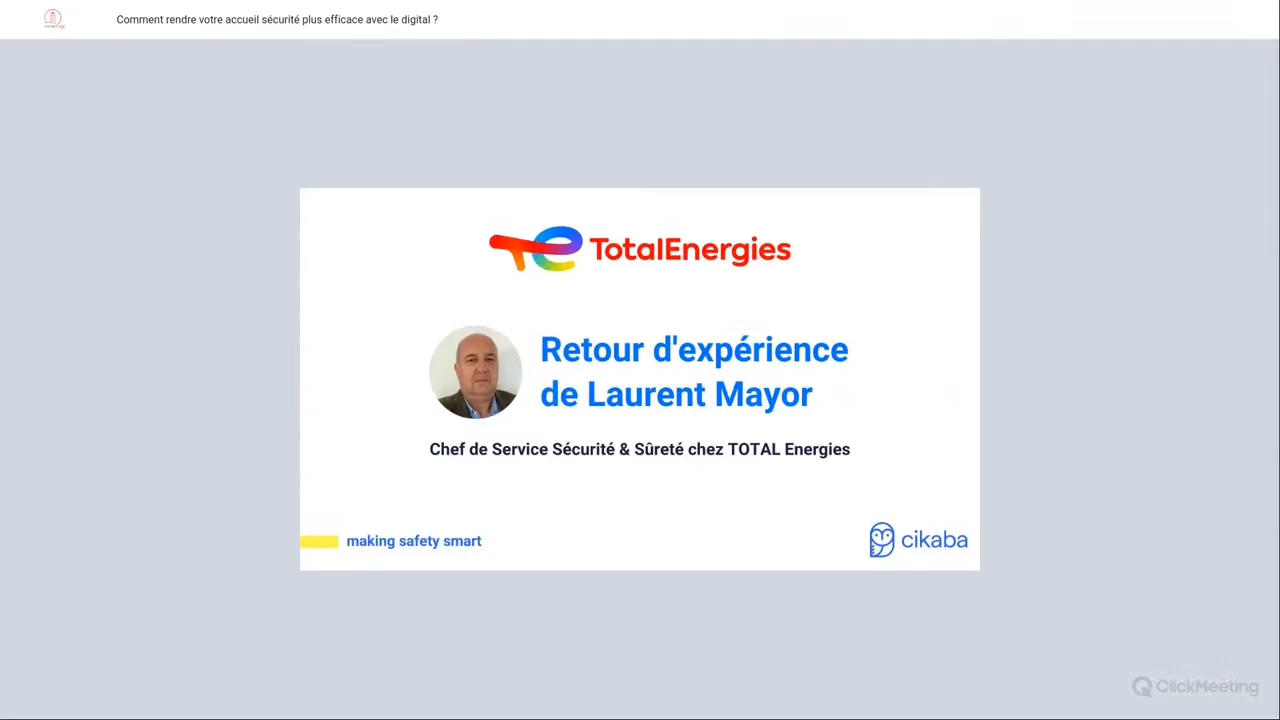 Comment rendre votre accueil sécurité plus efficace avec le digital ?
TotalEnergies
Retour d'expérience
de Laurent Mayor
Chef de Service Sécurité & Sûreté chez TOTAL Energies
making safety smart
cikaba
ClickMeeting